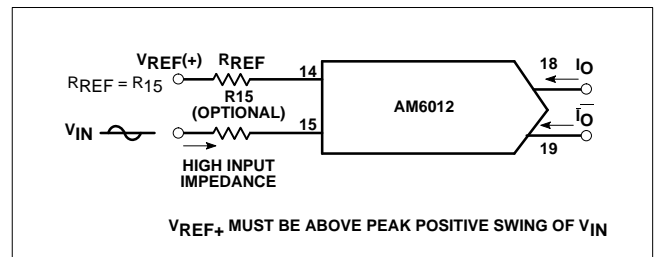 VREF(+)
RREF
RREF = R15
14
R15
(OPTIONAL)
VIN
15
HIGH INPUT
IMPEDANCE
AM6012
18
IO
IO
19
VREF+ MUST BE ABOVE PEAK POSITIVE SWING OF VIN